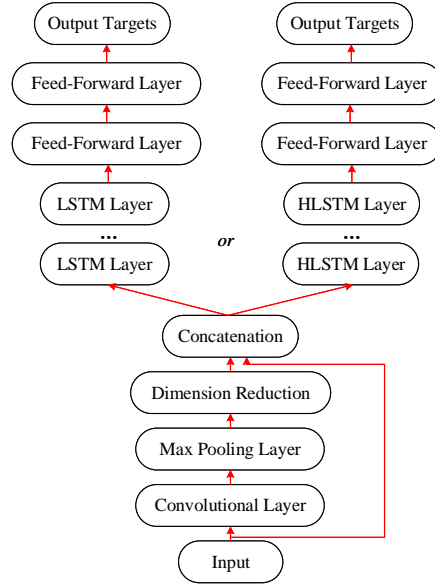 Output Targets
Output Targets
Feed-Forward Layer
Feed-Forward Layer
Feed-Forward Layer
Feed-Forward Layer
LSTM Layer
HLSTM Layer
...
or
...
LSTM Layer
HLSTM Layer
Concatenation
Dimension Reduction
Max Pooling Layer
Convolutional Layer
Input